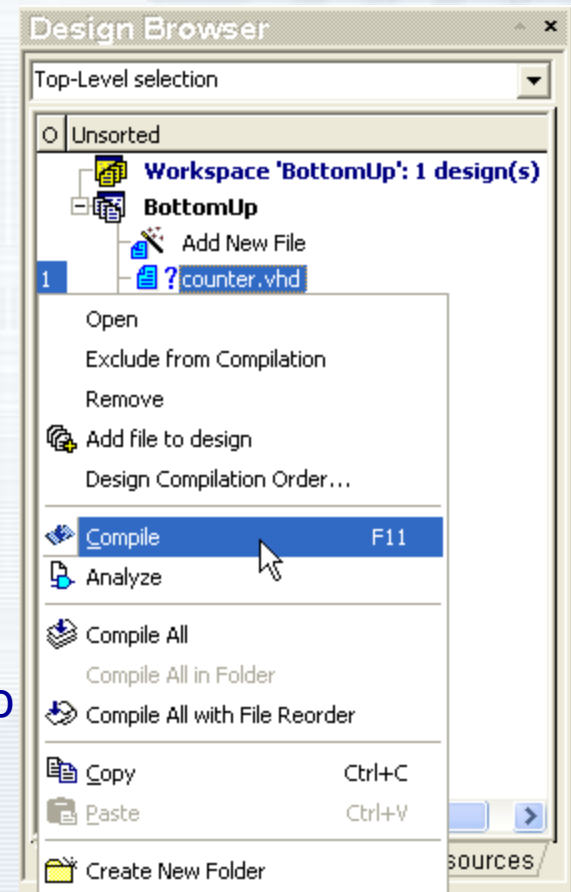 Design Browser
Top-Level selection
O Unsorted
Workspace 'BottomUp': 1 design(s)
BottomUp
Add New File
1 ? counter.vhd
Open
Exclude from Compilation
Remove
Add file to design
Design Compilation Order...
Compile F11
Analyze
Compile All
Compile All in Folder
Compile All with File Reorder
Copy Ctrl+C
Paste Ctrl+V
Create New Folder